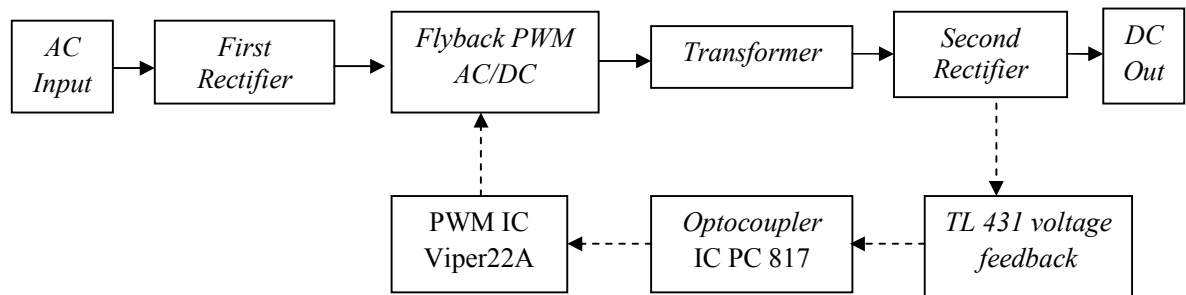 AC
Input
First
Rectifier
Flyback PWM
AC/DC
Transformer
Second
Rectifier
DC
Out
PWM IC
Viper22A
Optocoupler
IC PC 817
TL 431 voltage
feedback